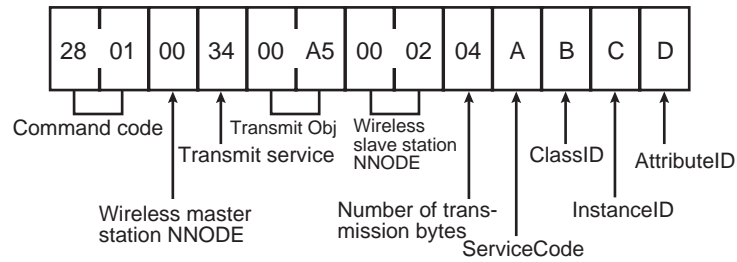 28 01 00 34 00 A5 00 02 04 A B C D
Command code
Transmit Obj
Wireless
slave station
NNODE
Transmit service
ClassID
AttributeID
Wireless master
station NNODE
Number of trans-
mission bytes
InstanceID
ServiceCode